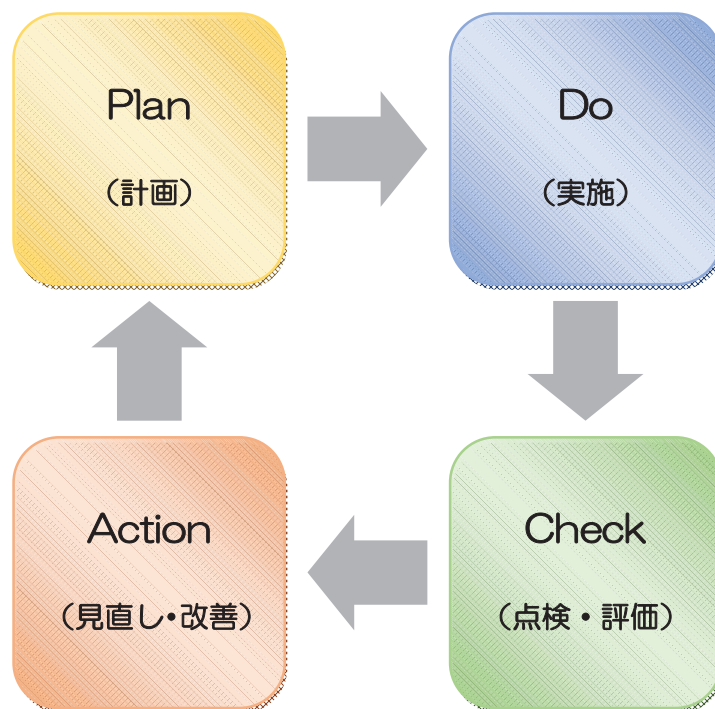 Plan
（計画）
Do
（実施）
Action
（見直し・改善）
Check
（点検・評価）